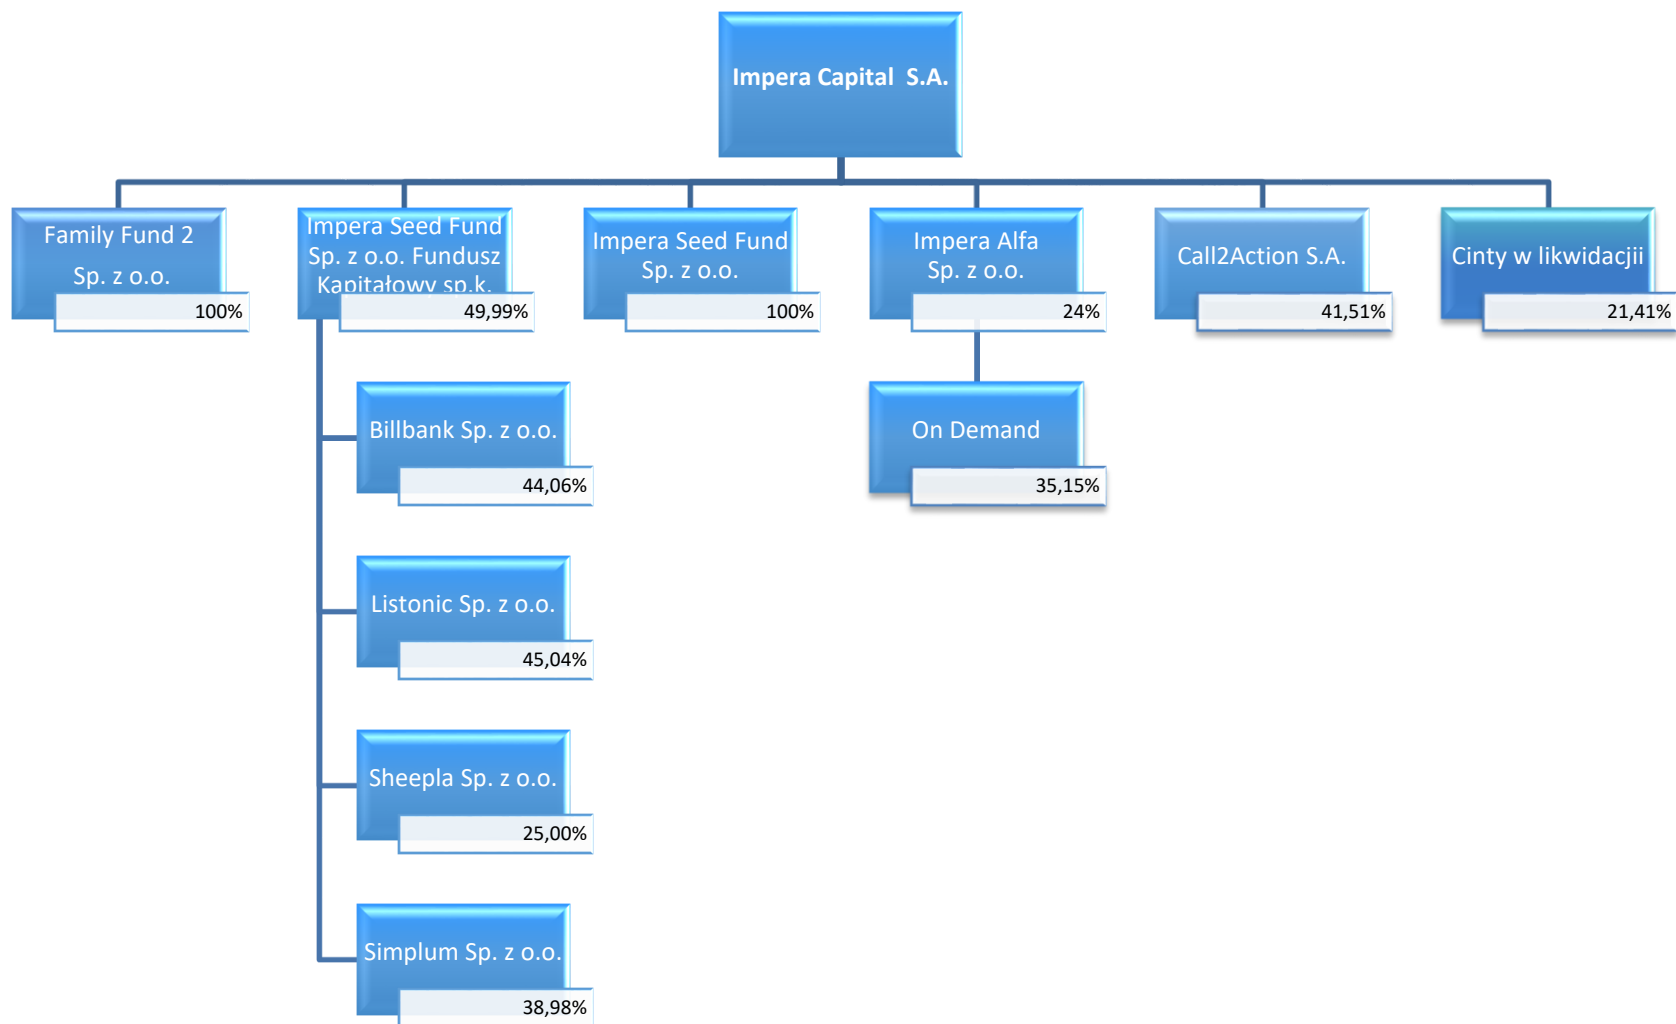 Impera Capital  S.A.
Family Fund 2
Sp. z o.o.
100%
Impera Seed Fund
Sp. z o.o. Fundusz
Kapitałowy sp.k.
49,99%
Impera Seed Fund
Sp. z o.o.
100%
Impera Alfa
Sp. z o.o.
24%
Call2Action S.A.
41,51%
Cinty w likwidacjii
21,41%
Billbank Sp. z o.o.
44,06%
On Demand
35,15%
Listonic Sp. z o.o.
45,04%
Sheepla Sp. z o.o.
25,00%
Simplum Sp. z o.o.
38,98%